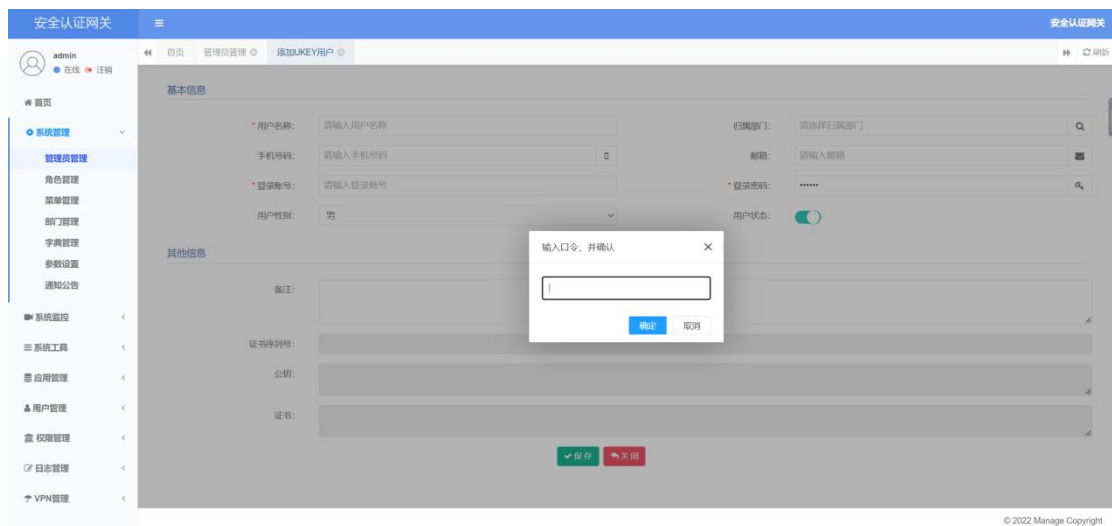 安全认证网关
安全认证网关
admin
在线 注销
首页 管理员管理 添加UKEY用户
刷新
首页
系统管理
管理员管理
角色管理
菜单管理
部门管理
字典管理
参数设置
通知公告
系统监控
系统工具
应用管理
用户管理
权限管理
日志管理
VPN管理
基本信息
* 用户名称: 请输入用户名称 归属部门: 请选择归属部门
手机号码: 请输入手机号码 邮箱: 请输入邮箱
* 登录账号: 请输入登录账号 * 登录密码: ••••••
用户性别: 男 用户状态:
其他信息
备注:
证书序列号:
公钥:
证书:
输入口令，并确认
确定 取消
保存 关闭
© 2022 Manage Copyright